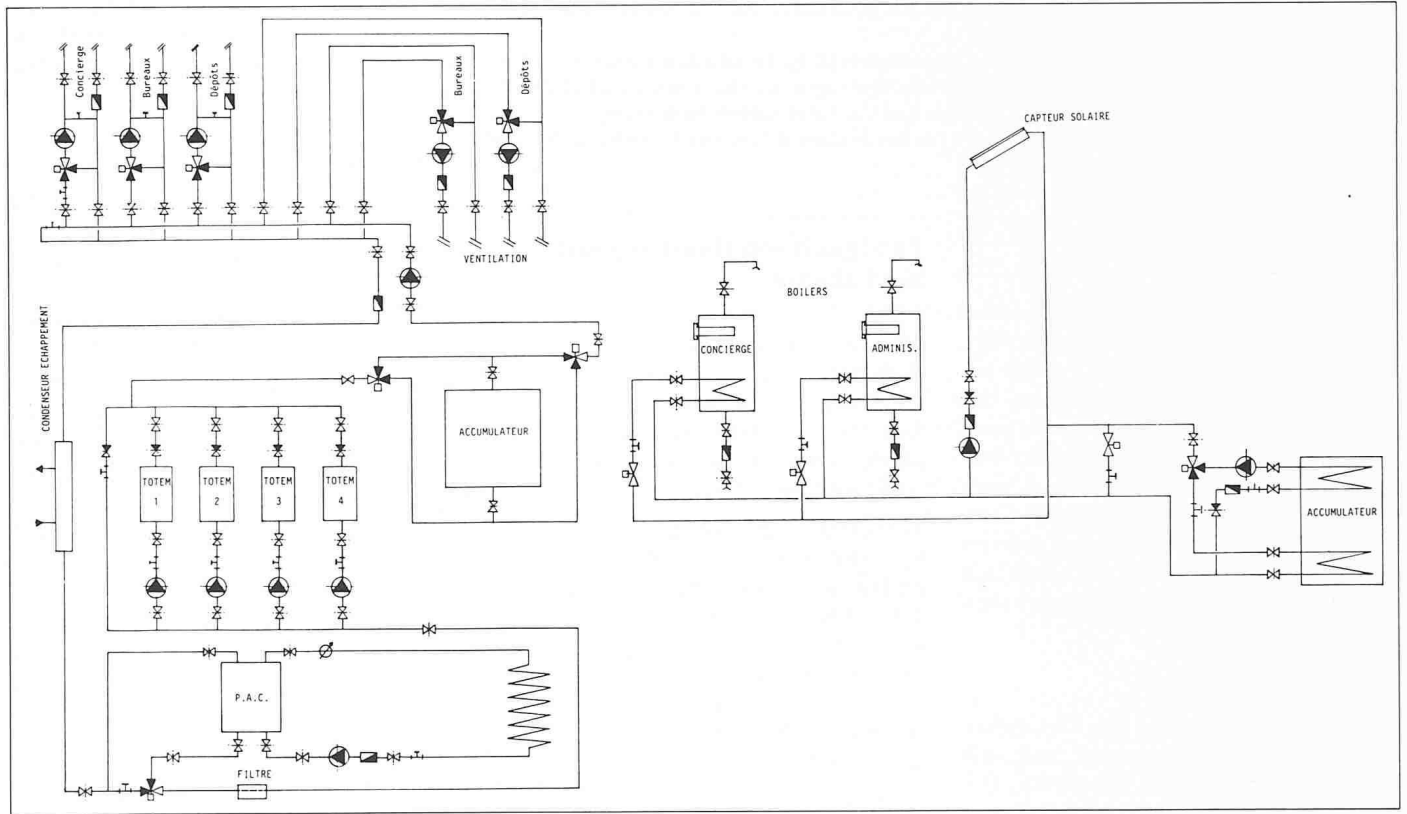 Concierge
Bureaux
Dépôts
Bureaux
Dépôts
VENTILATION
CAPTEUR SOLAIRE
BOILERS
CONCIERGE
ADMINIS.
CONDENSEUR ECHAPPEMENT
ACCUMULATEUR
ACCUMULATEUR
TOTEM
1
TOTEM
2
TOTEM
3
TOTEM
4
P.A.C.
FILTRE